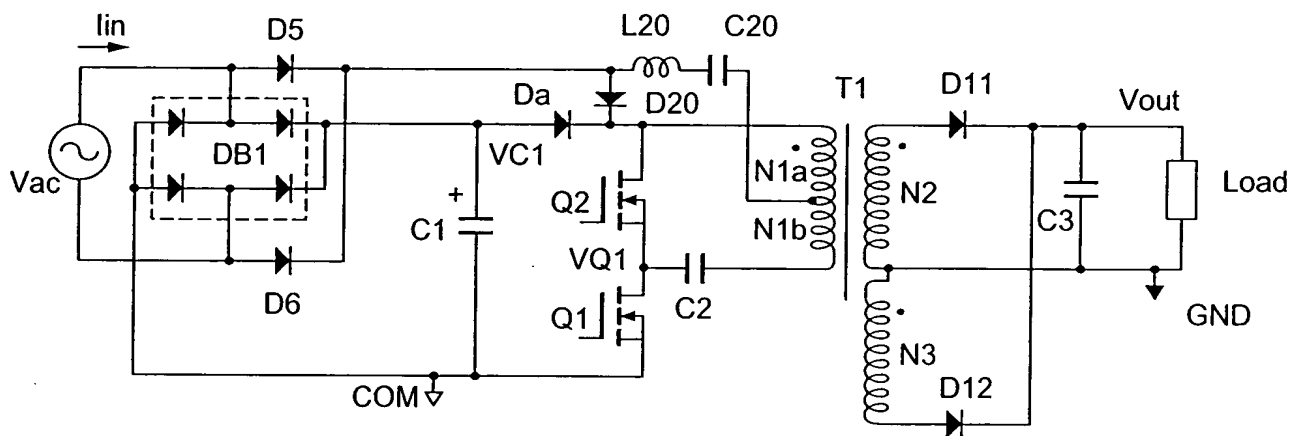 Iin
D5
L20
C20
Da
D20
T1
D11
Vout
Vac
DB1
VC1
N1a
N2
Load
+
Q2
C1
N1b
C3
VQ1
D6
C2
Q1
GND
N3
COM
D12